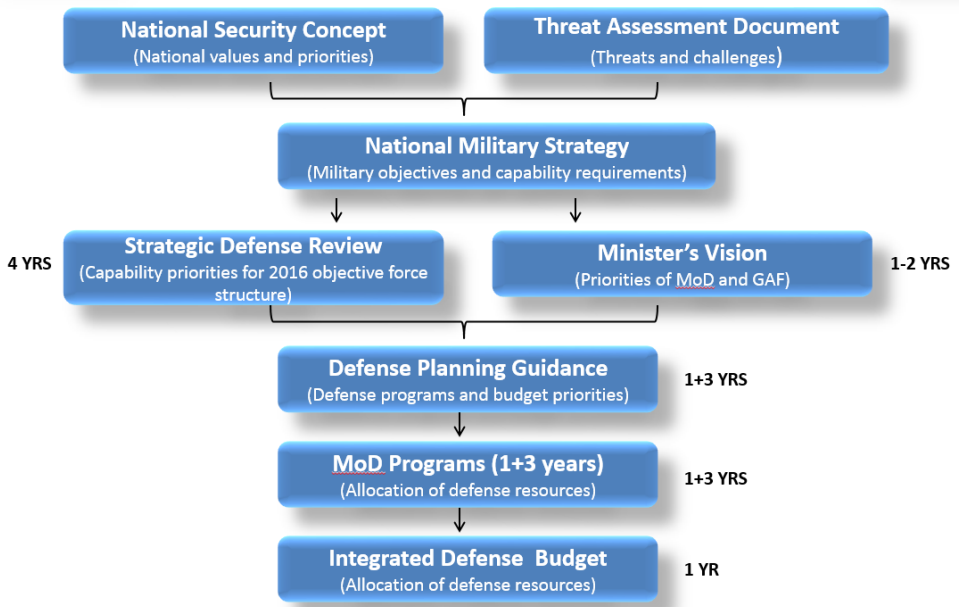 National Security Concept
(National values and priorities)
Threat Assessment Document
(Threats and challenges)
National Military Strategy
(Military objectives and capability requirements)
4 YRS
Strategic Defense Review
(Capability priorities for 2016 objective force
structure)
Minister's Vision
(Priorities of MoD and GAF)
1-2 YRS
Defense Planning Guidance
(Defense programs and budget priorities)
1+3 YRS
MoD Programs (1+3 years)
(Allocation of defense resources)
1+3 YRS
Integrated Defense Budget
(Allocation of defense resources)
1 YR